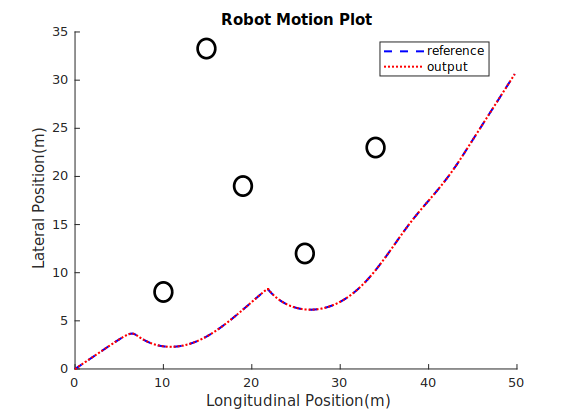 Robot Motion Plot
reference
output
35
30
25
20
15
10
5
0
Lateral Position(m)
0 10 20 30 40 50
Longitudinal Position(m)